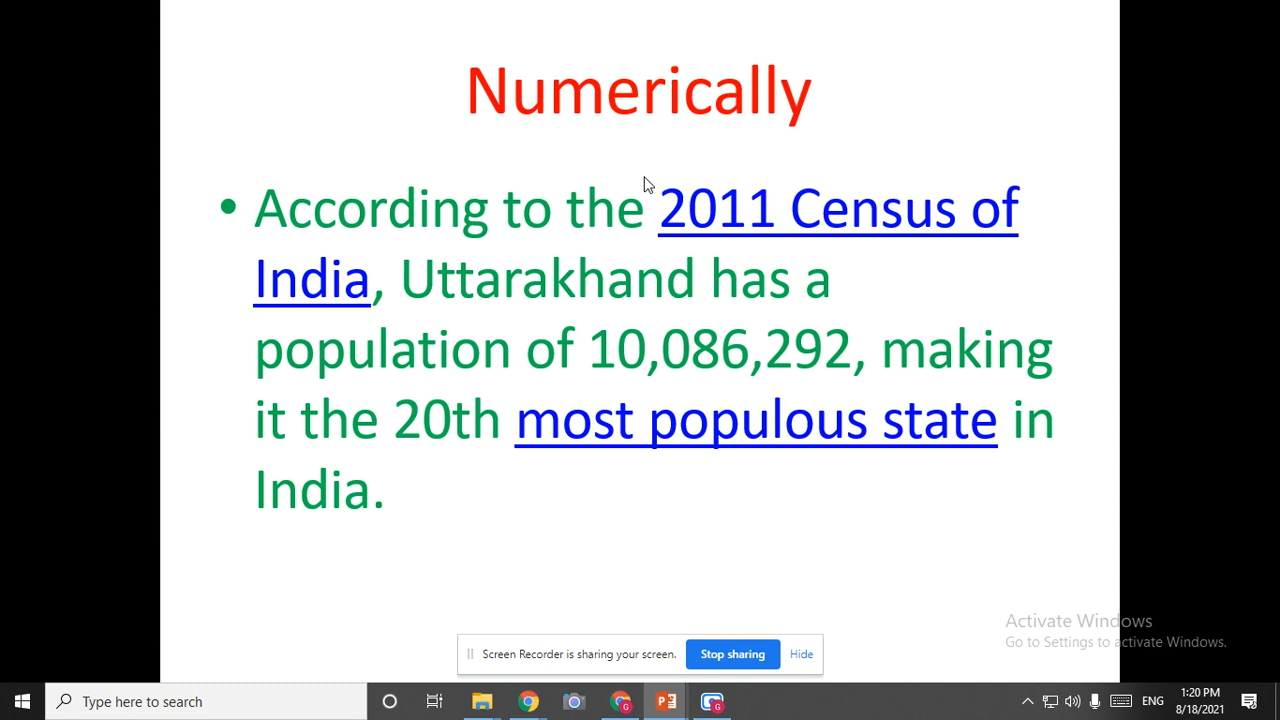 Numerically
• According to the 2011 Census of
India, Uttarakhand has a
population of 10,086,292, making
it the 20th most populous state in
India.
Activate Windows
Go to Settings to activate Windows.
Screen Recorder is sharing your screen. Stop sharing Hide
Type here to search
ENG
1:20 PM
8/18/2021